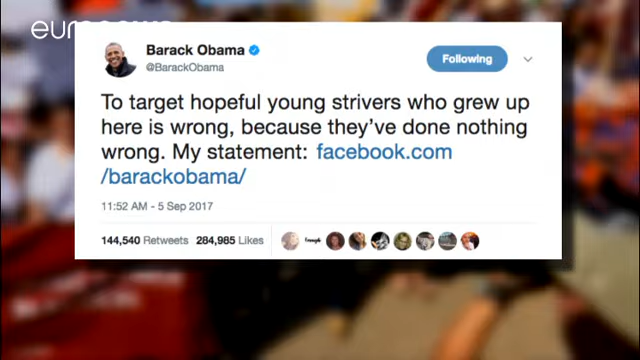 euronews
Barack Obama
@BarackObama
Following
To target hopeful young strivers who grew up
here is wrong, because they’ve done nothing
wrong. My statement: facebook.com
/barackobama/
11:52 AM - 5 Sep 2017
144,540 Retweets 284,985 Likes